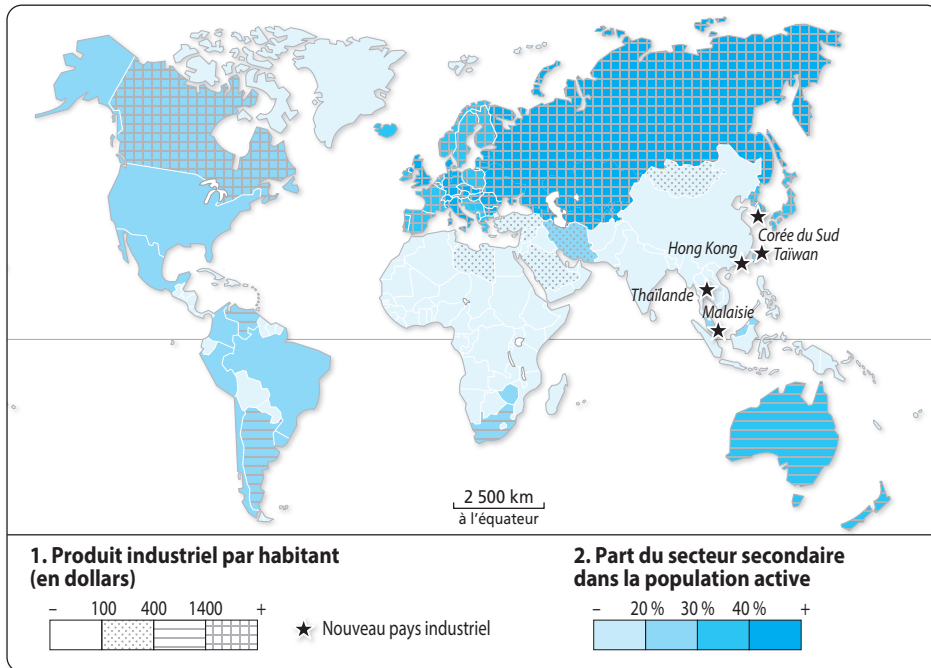 Corée du Sud
Hong Kong
Taïwan
Thaïlande
Malaisie
2 500 km
à l'équateur
1. Produit industriel par habitant
(en dollars)
– 100 400 1400 +
★ Nouveau pays industriel
2. Part du secteur secondaire
dans la population active
– 20 % 30 % 40 % +